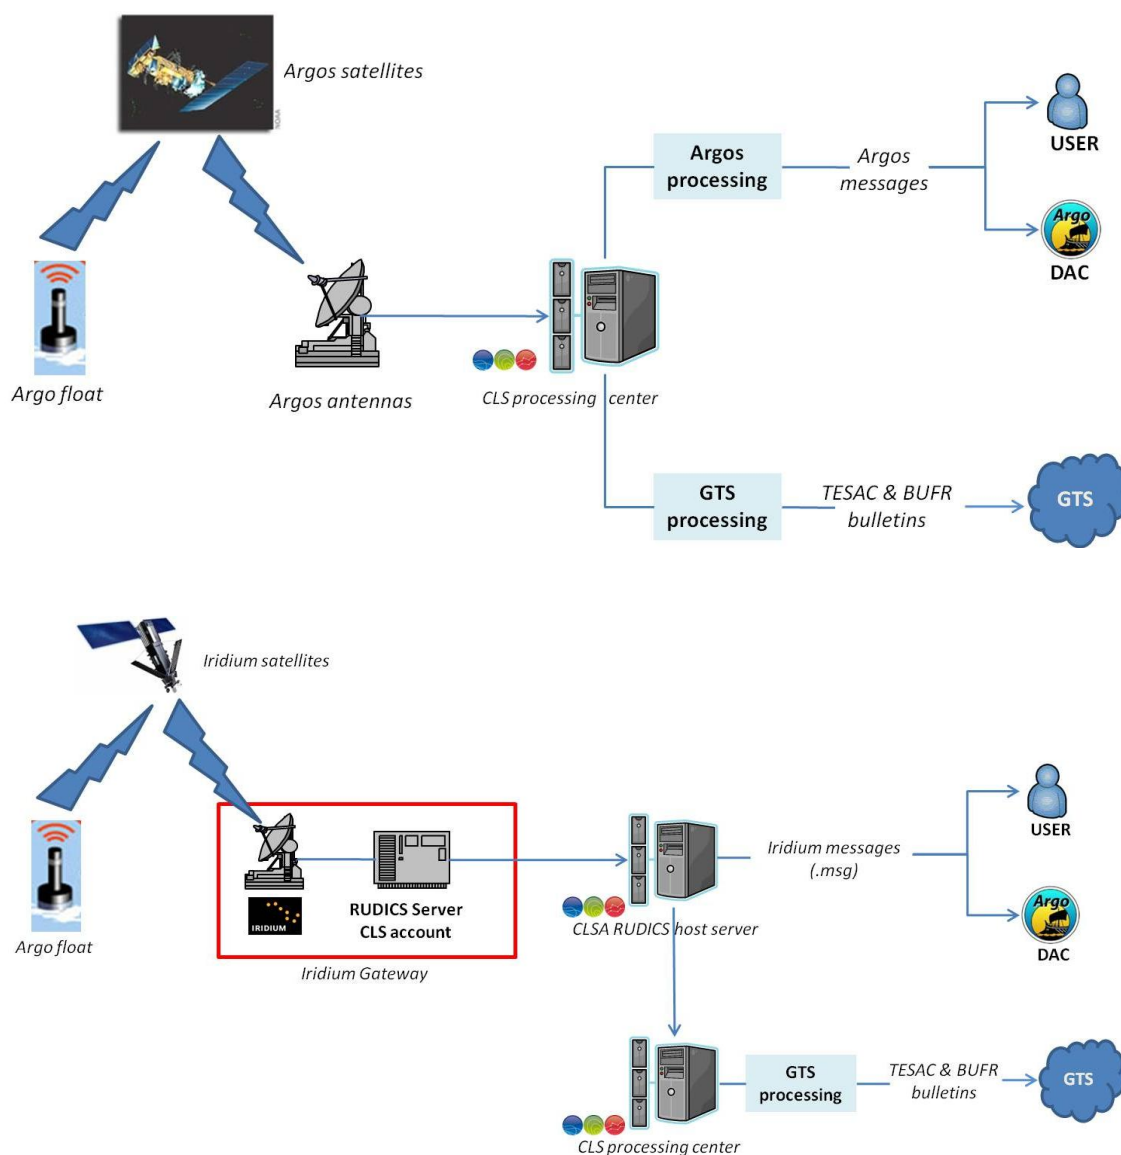 Argos satellites
NOAA
Argos
processing
Argos
messages
USER
Argo
DAC
Argo float
Argos antennas
CLS processing center
GTS
processing
TESAC & BUFR
bulletins
GTS
Iridium satellites
USER
Iridium messages
(.msg)
RUDICS Server
CLS account
IRIDIUM
Argo
CLSA RUDICS host server
DAC
Argo float
Iridium Gateway
GTS
processing
TESAC & BUFR
bulletins
GTS
CLS processing center